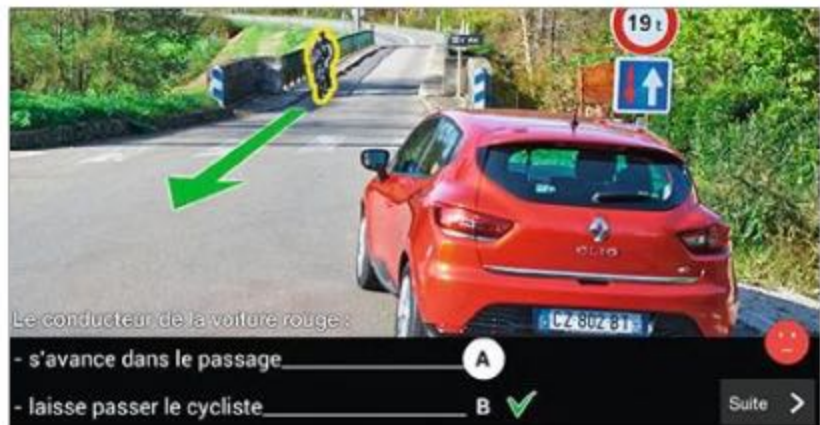 19 t
CLIO
CZ 802 BT
Le conducteur de la voiture rouge :
- s'avance dans le passage A
- laisse passer le cycliste B
Suite